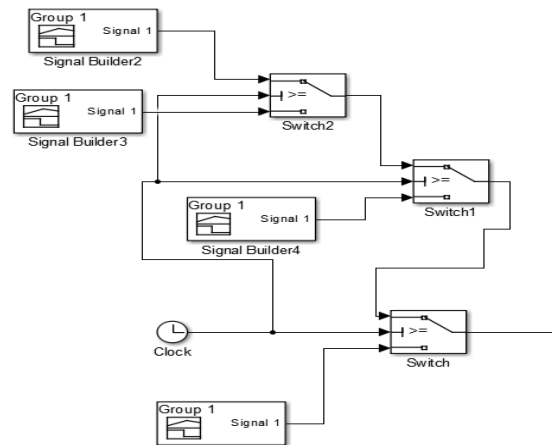 Group 1
Signal 1
Signal Builder2
Group 1
Signal 1
Signal Builder3
>=
Switch2
Group 1
Signal 1
Signal Builder4
>=
Switch1
Clock
>=
Switch
Group 1
Signal 1